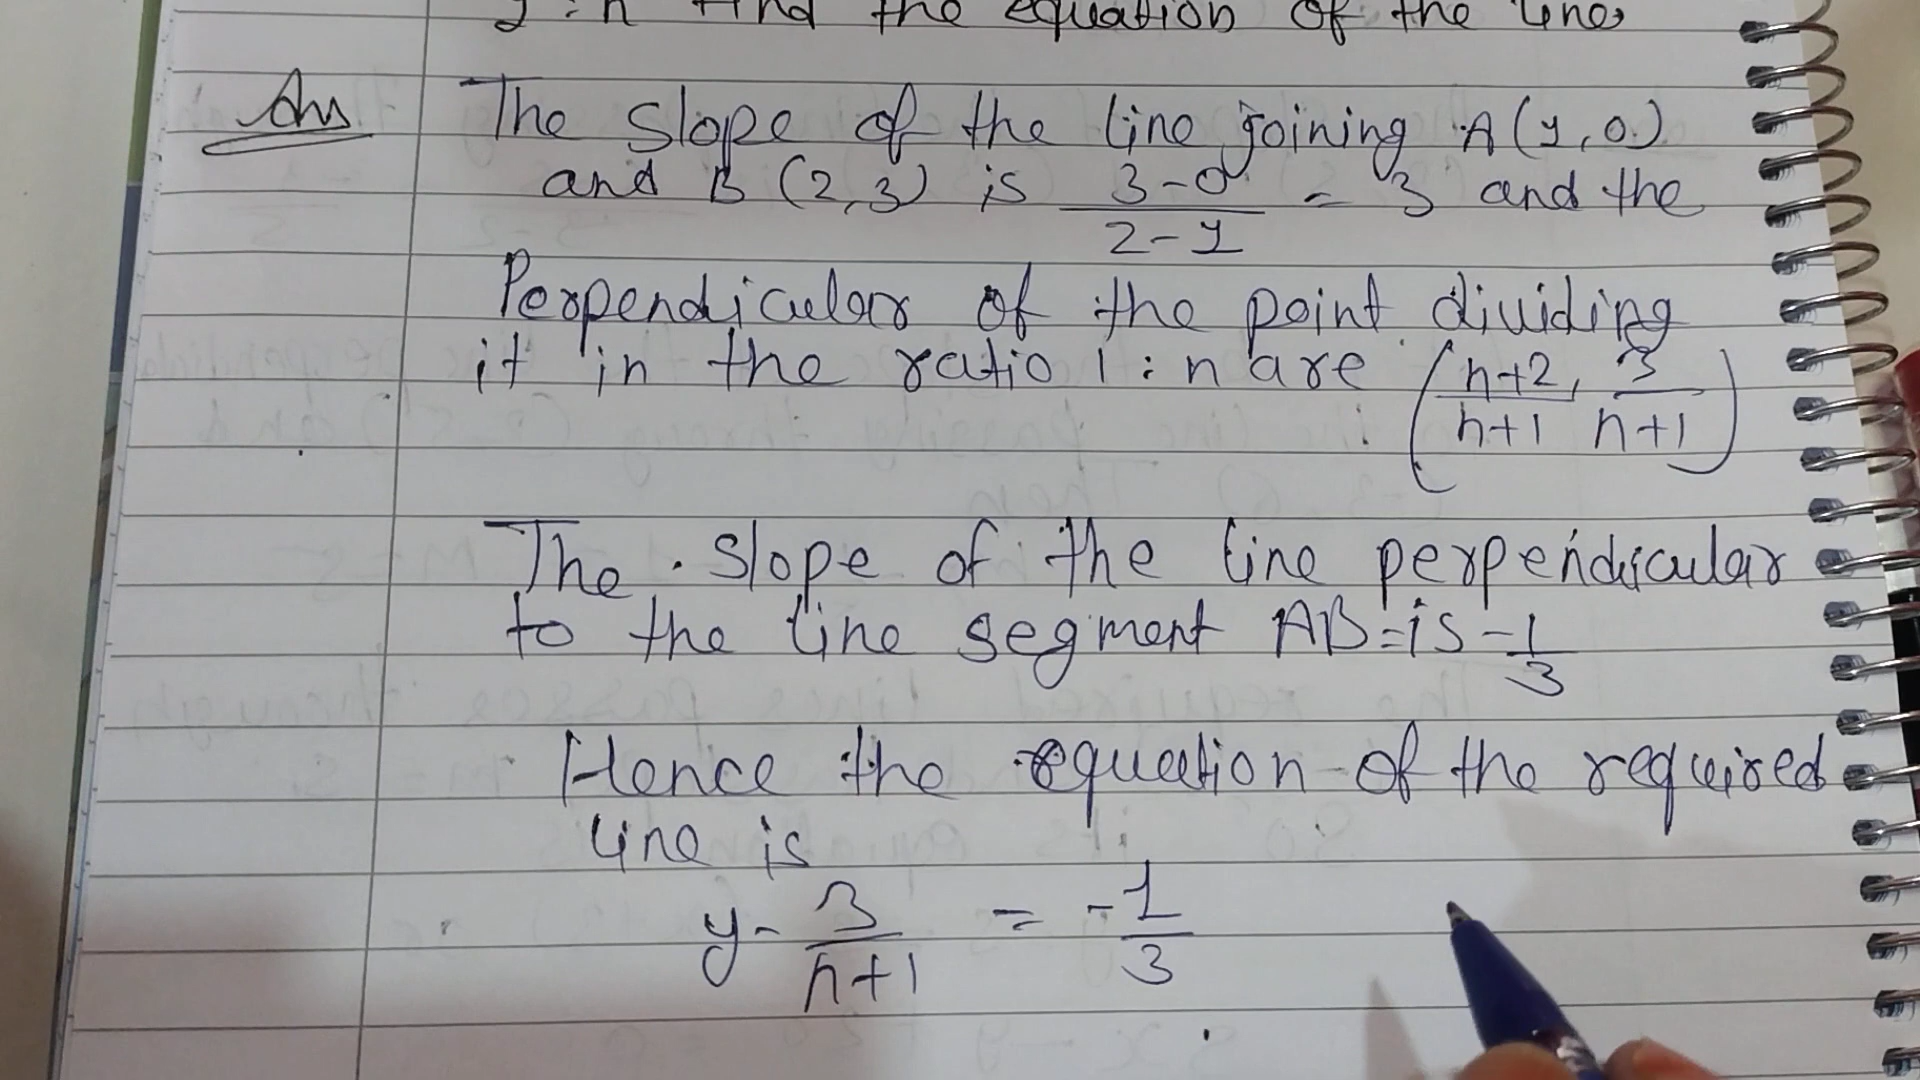 1 : n find the equation of the line.
Ans
The slope of the line joining A(1,0)
and B (2,3) is (3-0)/(2-1) = 3 and the
Perpendicular of the point dividing
it in the ratio 1 : n are ((n+2)/(n+1), 3/(n+1))
The slope of the line perpendicular
to the line segment AB = is -1/3
Hence the equation of the required
line is
y - 3/(n+1) = -1/3